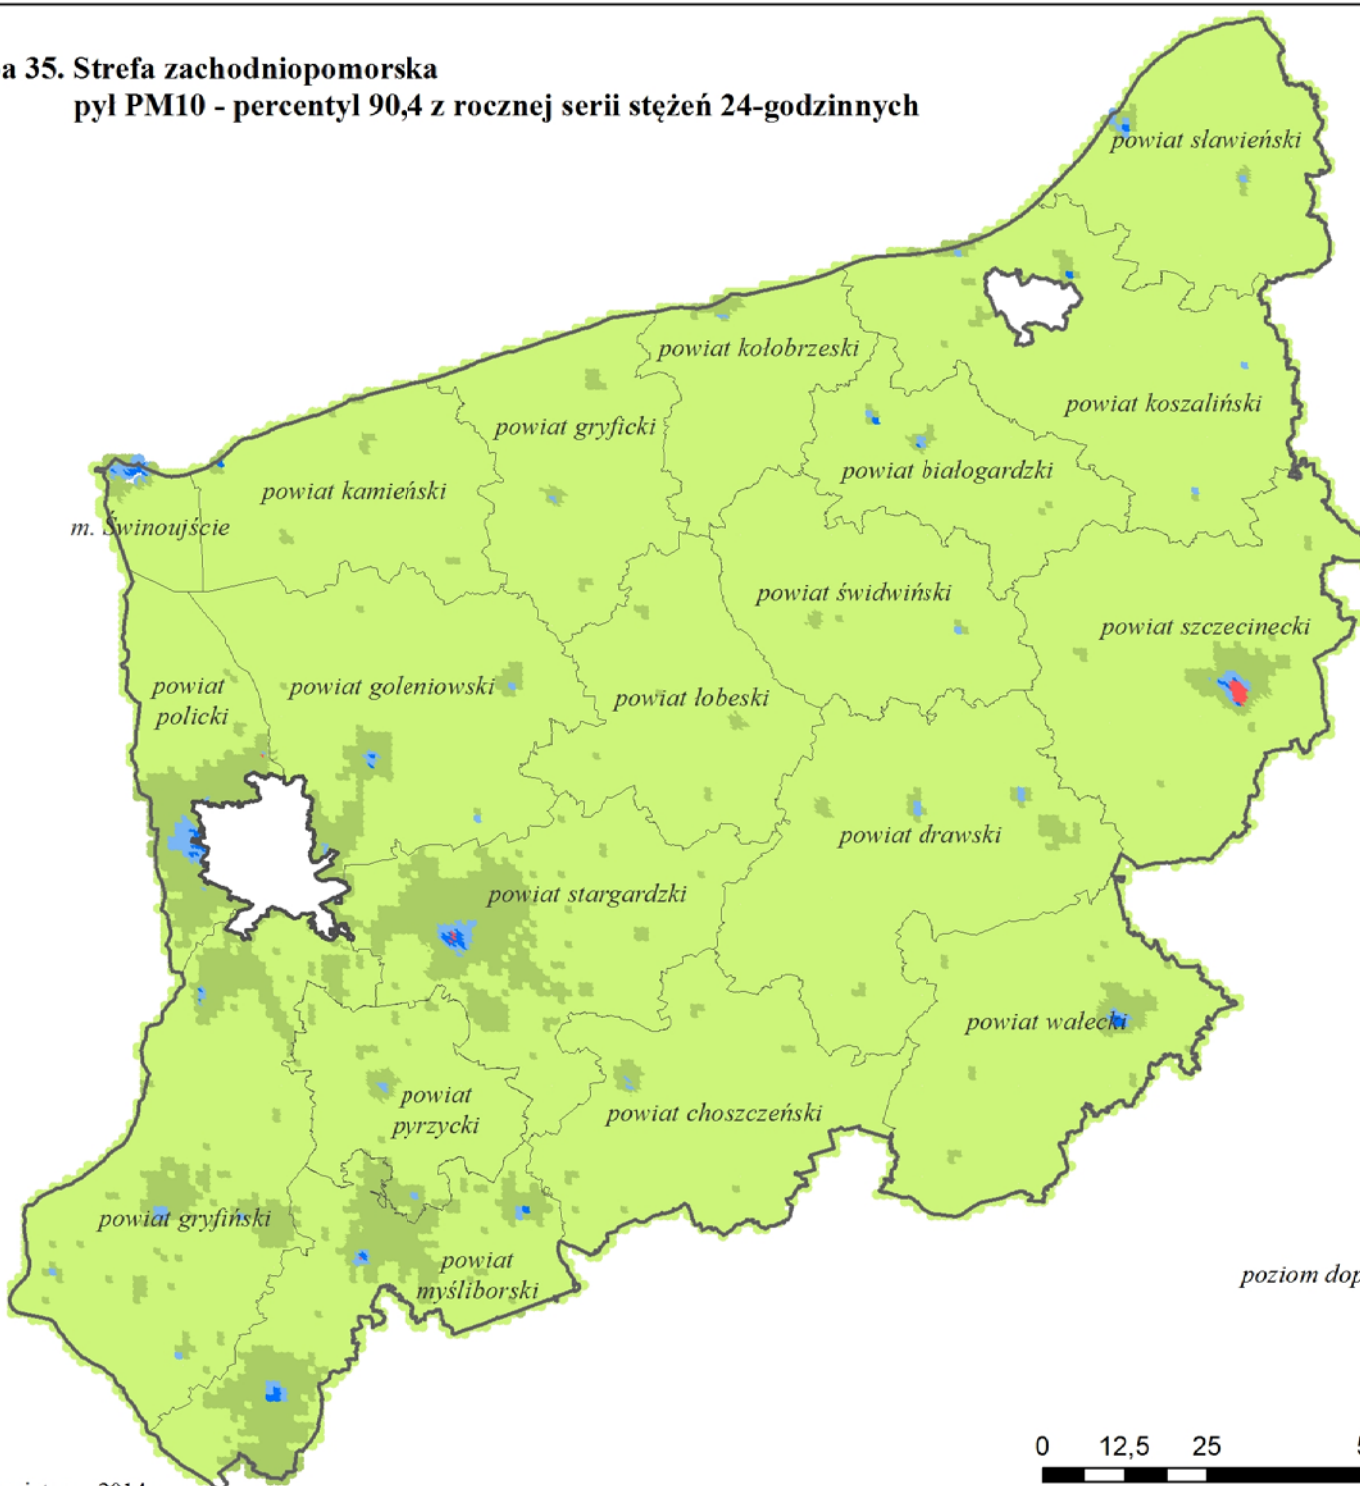 a 35. Strefa zachodniopomorska
pył PM10 - percentyl 90,4 z rocznej serii stężeń 24-godzinnych
powiat sławieński
powiat kołobrzeski
powiat koszaliński
powiat gryficki
powiat białogardzki
powiat kamieński
m. Świnoujście
powiat świdwiński
powiat szczecinecki
powiat
policki
powiat goleniowski
powiat łobeski
powiat drawski
powiat stargardzki
powiat wałecki
powiat
pyrzycki
powiat choszczeński
powiat gryfiński
powiat
myśliborski
poziom dop
0 12,5 25
2014